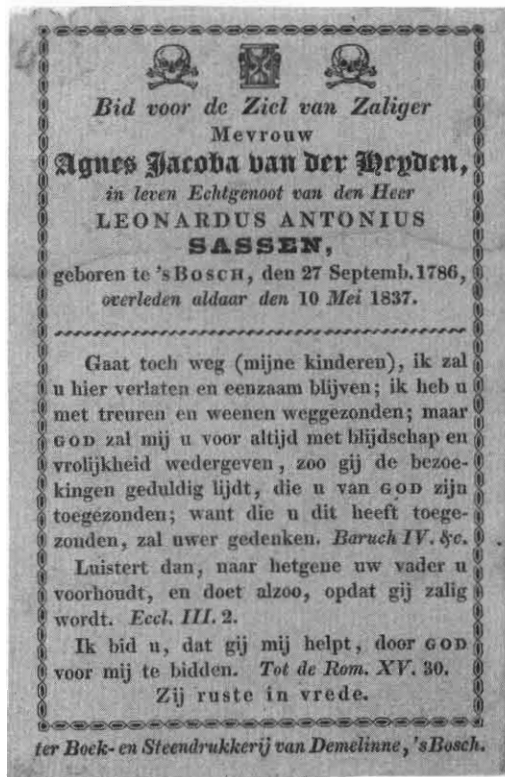 Bid voor de Ziel van Zaliger
Mevrouw
Agnes Jacoba van der Heyden,
in leven Echtgenoot van den Heer
LEONARDUS ANTONIUS
SASSEN,
geboren te 'sBOSCH, den 27 Septemb. 1786,
overleden aldaar den 10 Mei 1837.
Gaat toch weg (mijne kinderen), ik zal
u hier verlaten en eenzaam blijven; ik heb u
met treuren en weenen weggezonden; maar
GOD zal mij u voor altijd met blijdschap en
vrolijkheid wedergeven, zoo gij de bezoe-
kingen geduldig lijdt, die u van GOD zijn
toegezonden; want die u dit heeft toege-
zonden, zal uwer gedenken. Baruch IV. &c.
Luistert dan, naar hetgene uw vader u
voorhoudt, en doet alzoo, opdat gij zalig
wordt. Eccl. III. 2.
Ik bid u, dat gij mij helpt, door GOD
voor mij te bidden. Tot de Rom. XV. 30.
Zij ruste in vrede.
ter Boek- en Steendrukkerij van Demelinne, 'sBosch.